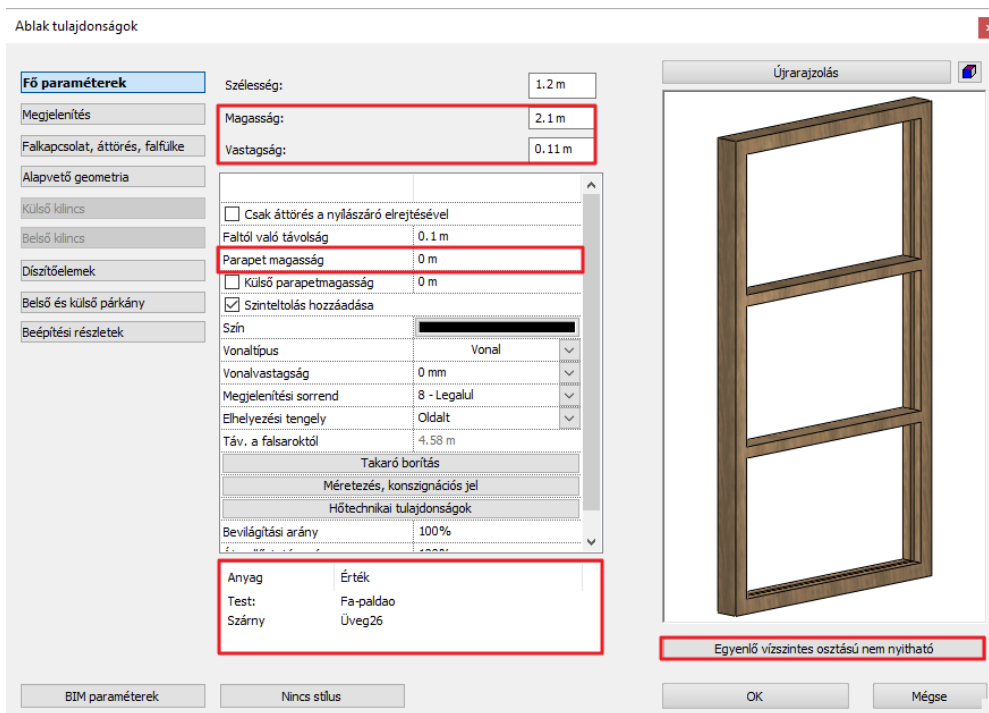 Ablak tulajdonságok
Fő paraméterek
Megjelenítés
Falkapcsolat, áttörés, falfülke
Alapvető geometria
Külső kilincs
Belső kilincs
Díszítőelemek
Belső és külső párkány
Beépítési részletek
Szélesség: 1.2 m
Magasság: 2.1 m
Vastagság: 0.11 m
Csak áttörés a nyílászáró elrejtésével
Faltól való távolság 0.1 m
Parapet magasság 0 m
Külső parapetmagasság 0 m
Szinteltolás hozzáadása
Szín
Vonaltípus Vonal
Vonalvastagság 0 mm
Megjelenítési sorrend 8 - Legalul
Elhelyezési tengely Oldalt
Táv. a falsaroktól 4.58 m
Takaró borítás
Méretezés, konszignációs jel
Hőtechnikai tulajdonságok
Bevilágítási arány 100%
Anyag Érték
Test: Fa-paldao
Szárny Üveg26
Újrarajzolás
Egyenlő vízszintes osztású nem nyitható
BIM paraméterek
Nincs stílus
OK
Mégse